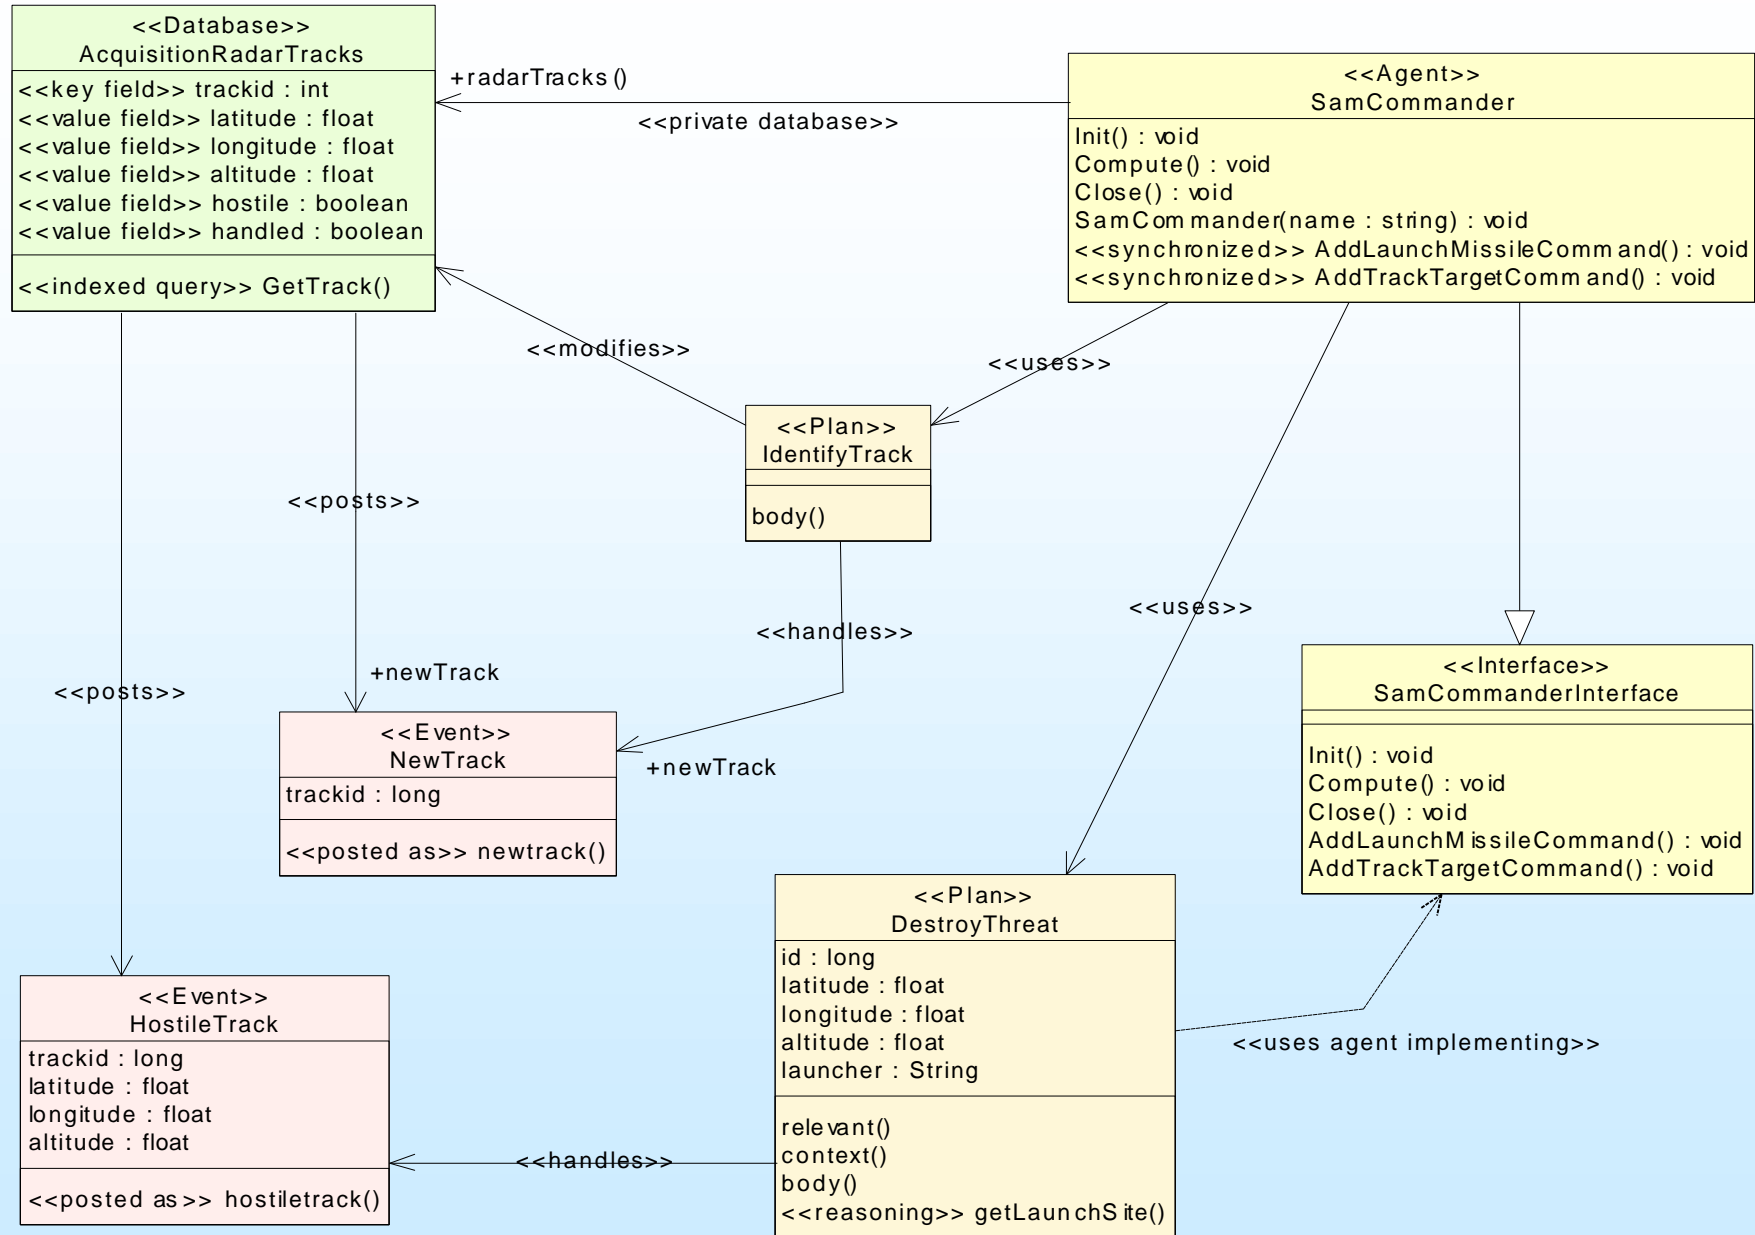 <<Database>>
AcquisitionRadarTracks
<<key field>> trackid : int
<<value field>> latitude : float
<<value field>> longitude : float
<<value field>> altitude : float
<<value field>> hostile : boolean
<<value field>> handled : boolean
<<indexed query>> GetTrack()
+radarTracks()
<<private database>>
<<Agent>>
SamCommander
Init() : void
Compute() : void
Close() : void
SamCommander(name : string) : void
<<synchronized>> AddLaunchMissileCommand() : void
<<synchronized>> AddTrackTargetCommand() : void
<<modifies>>
<<uses>>
<<Plan>>
IdentifyTrack
body()
<<posts>>
<<handles>>
<<uses>>
<<posts>>
+newTrack
+newTrack
<<Event>>
NewTrack
trackid : long
<<posted as>> newtrack()
<<Interface>>
SamCommanderInterface
Init() : void
Compute() : void
Close() : void
AddLaunchMissileCommand() : void
AddTrackTargetCommand() : void
<<Plan>>
DestroyThreat
id : long
latitude : float
longitude : float
altitude : float
launcher : String
relevant()
context()
body()
<<reasoning>> getLaunchSite()
<<uses agent implementing>>
<<Event>>
HostileTrack
trackid : long
latitude : float
longitude : float
altitude : float
<<posted as>> hostiletrack()
<<handles>>